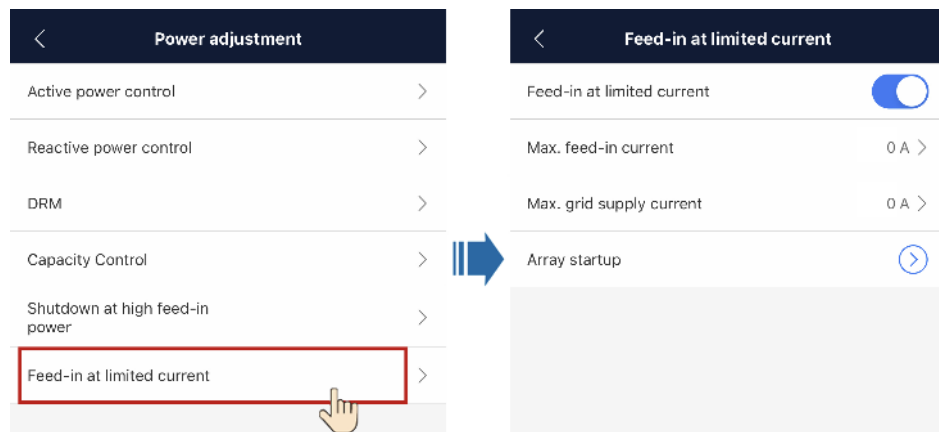 Power adjustment
Active power control
Reactive power control
DRM
Capacity Control
Shutdown at high feed-in
power
Feed-in at limited current
Feed-in at limited current
Feed-in at limited current
Max. feed-in current
0 A
Max. grid supply current
0 A
Array startup